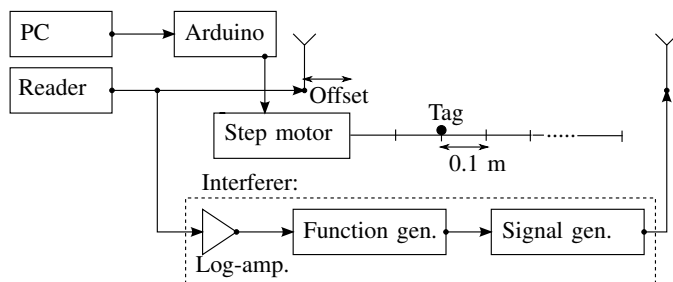 PC
Arduino
Reader
Offset
Tag
Step motor
0.1 m
Interferer:
Function gen.
Signal gen.
Log-amp.